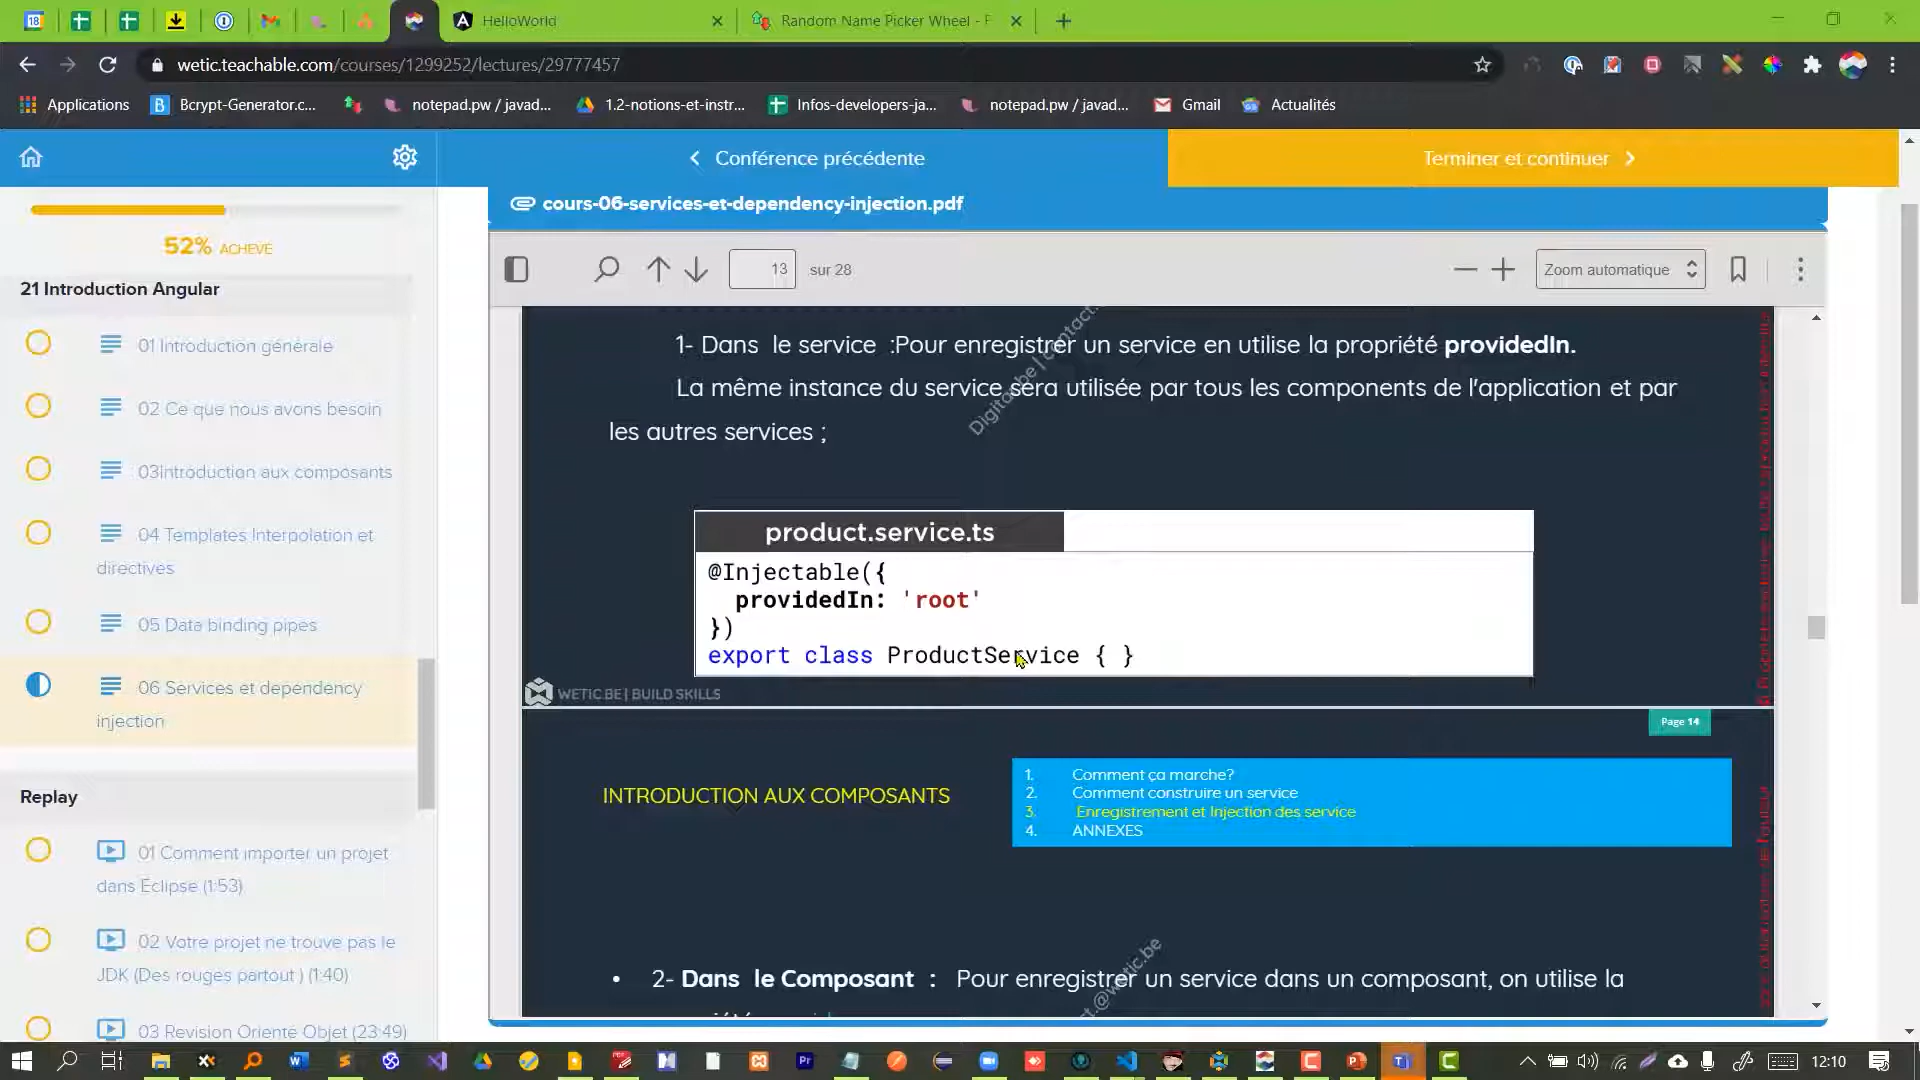 18
HelloWorld
Random Name Picker Wheel - F
wetic.teachable.com/courses/1299252/lectures/29777457
Applications
Bcrypt-Generator.c...
notepad.pw / javad...
1.2-notions-et-instr...
Infos-developers-ja...
notepad.pw / javad...
Gmail
Actualités
Conférence précédente
Terminer et continuer
cours-06-services-et-dependency-injection.pdf
52% ACHEVÉ
13 sur 28
Zoom automatique
21 Introduction Angular
01 Introduction générale
02 Ce que nous avons besoin
03Introduction aux composants
04 Templates Interpolation et
directives
05 Data binding pipes
06 Services et dependency
injection
Replay
01 Comment importer un projet
dans Eclipse (1:53)
02 Votre projet ne trouve pas le
JDK (Des rouges partout ) (1:40)
03 Revision Orienté Objet (23:49)
1- Dans le service :Pour enregistrer un service en utilise la propriété providedIn.
La même instance du service sera utilisée par tous les components de l'application et par
les autres services ;
product.service.ts
@Injectable({
providedIn: 'root'
})
export class ProductService { }
WETIC.BE | BUILD SKILLS
Page 14
INTRODUCTION AUX COMPOSANTS
1. Comment ça marche?
2. Comment construire un service
3. Enregistrement et Injection des service
4. ANNEXES
• 2- Dans le Composant : Pour enregistrer un service dans un composant, on utilise la
12:10